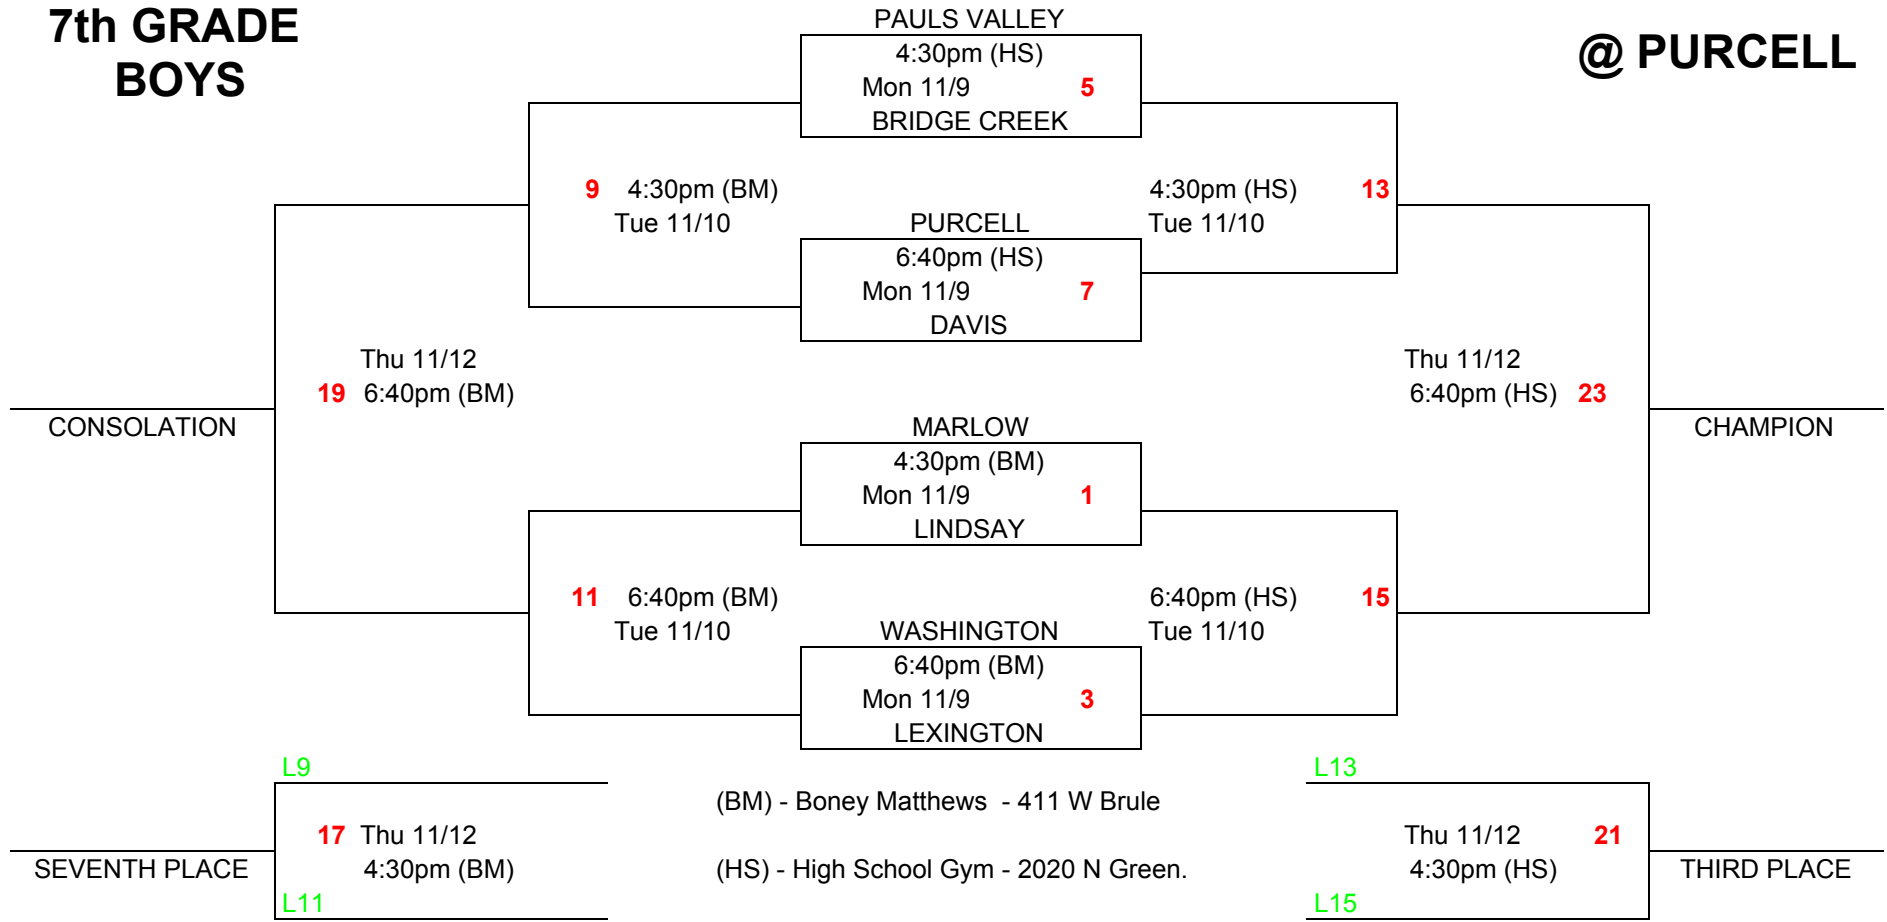 7th GRADE
BOYS
@ PURCELL
PAULS VALLEY
4:30pm (HS)
Mon 11/9 5
BRIDGE CREEK
9 4:30pm (BM)
Tue 11/10
4:30pm (HS) 13
Tue 11/10
PURCELL
6:40pm (HS)
Mon 11/9 7
DAVIS
Thu 11/12
19 6:40pm (BM)
Thu 11/12
6:40pm (HS) 23
CONSOLATION
CHAMPION
MARLOW
4:30pm (BM)
Mon 11/9 1
LINDSAY
11 6:40pm (BM)
Tue 11/10
6:40pm (HS) 15
Tue 11/10
WASHINGTON
6:40pm (BM)
Mon 11/9 3
LEXINGTON
L9
17 Thu 11/12
4:30pm (BM)
SEVENTH PLACE
L11
(BM) - Boney Matthews - 411 W Brule
(HS) - High School Gym - 2020 N Green.
L13
Thu 11/12 21
4:30pm (HS)
THIRD PLACE
L15